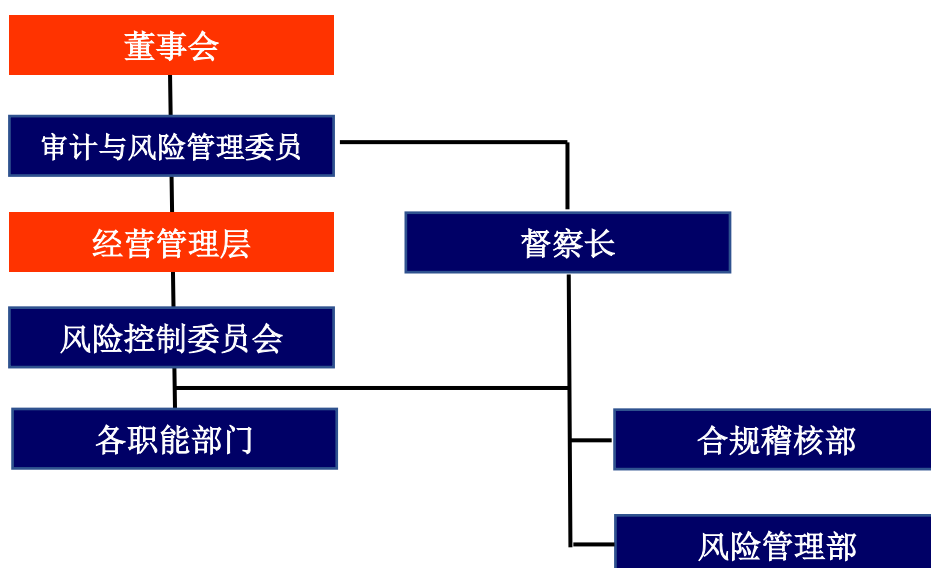 董事会
审计与风险管理委员
经营管理层
督察长
风险控制委员会
各职能部门
合规稽核部
风险管理部